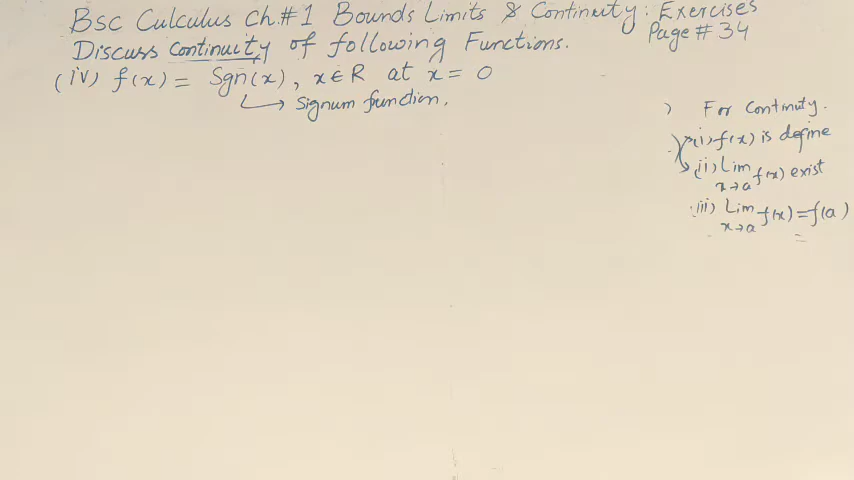 Bsc Calculus Ch.#1 Bounds Limits & Continuity. Exercises
Discuss Continuity of following Functions. Page # 34
(iv) f(x) = Sgn(x), x ∈ R at x = 0
↳ Signum function.
For Continuty.
(i) f(x) is define
(ii) Lim x→a f(x) exist
(iii) Lim x→a f(x) = f(a)